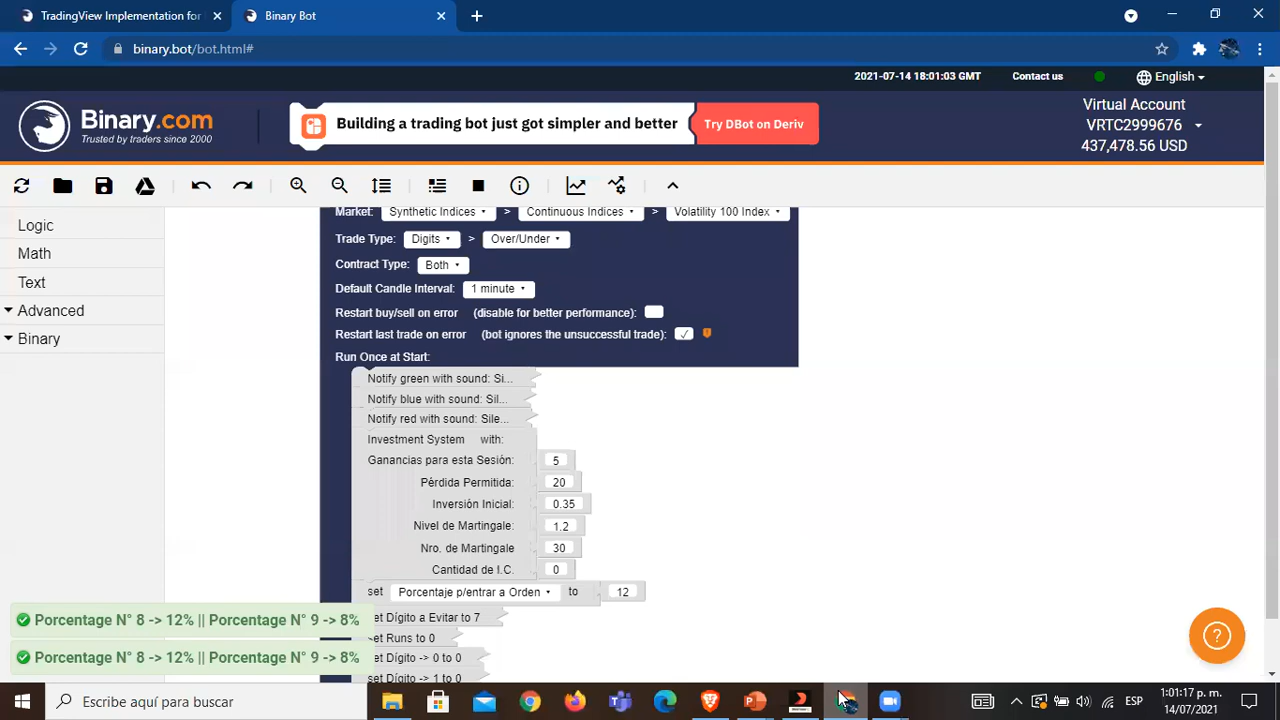 TradingView Implementation for
Binary Bot
binary.bot/bot.html#
2021-07-14 18:01:03 GMT
Contact us
English
Binary.com
Trusted by traders since 2000
Building a trading bot just got simpler and better
Try DBot on Deriv
Virtual Account
VRTC2999676
437,478.56 USD
Logic
Math
Text
Advanced
Binary
Market: Synthetic Indices > Continuous Indices > Volatility 100 Index
Trade Type: Digits > Over/Under
Contract Type: Both
Default Candle Interval: 1 minute
Restart buy/sell on error (disable for better performance):
Restart last trade on error (bot ignores the unsuccessful trade): ✓
Run Once at Start:
Notify green with sound: Si...
Notify blue with sound: Sil...
Notify red with sound: Sile...
Investment System with:
Ganancias para esta Sesión: 5
Pérdida Permitida: 20
Inversión Inicial: 0.35
Nivel de Martingale: 1.2
Nro. de Martingale 30
Cantidad de I.C. 0
set Porcentaje p/entrar a Orden to 12
et Dígito a Evitar to 7
et Runs to 0
et Dígito -> 0 to 0
et Dígito -> 1 to 0
Porcentage N° 8 -> 12% || Porcentage N° 9 -> 8%
Porcentage N° 8 -> 12% || Porcentage N° 9 -> 8%
Escribe aquí para buscar
ESP
1:01:17 p. m.
14/07/2021